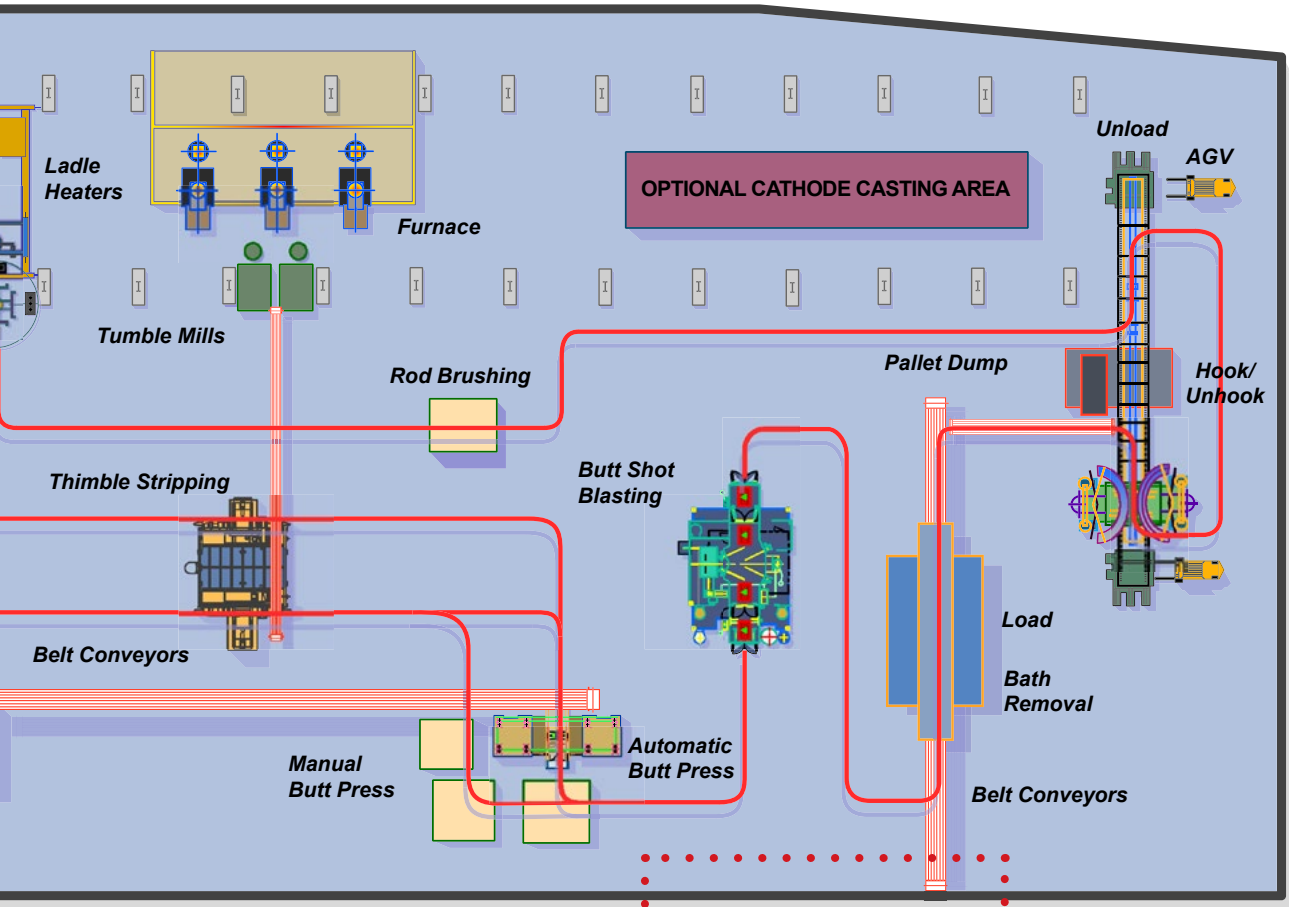 Unload
AGV
Ladle
Heaters
OPTIONAL CATHODE CASTING AREA
Furnace
Tumble Mills
Pallet Dump
Hook/
Unhook
Rod Brushing
Butt Shot
Blasting
Thimble Stripping
Load
Belt Conveyors
Bath
Removal
Automatic
Butt Press
Manual
Butt Press
Belt Conveyors